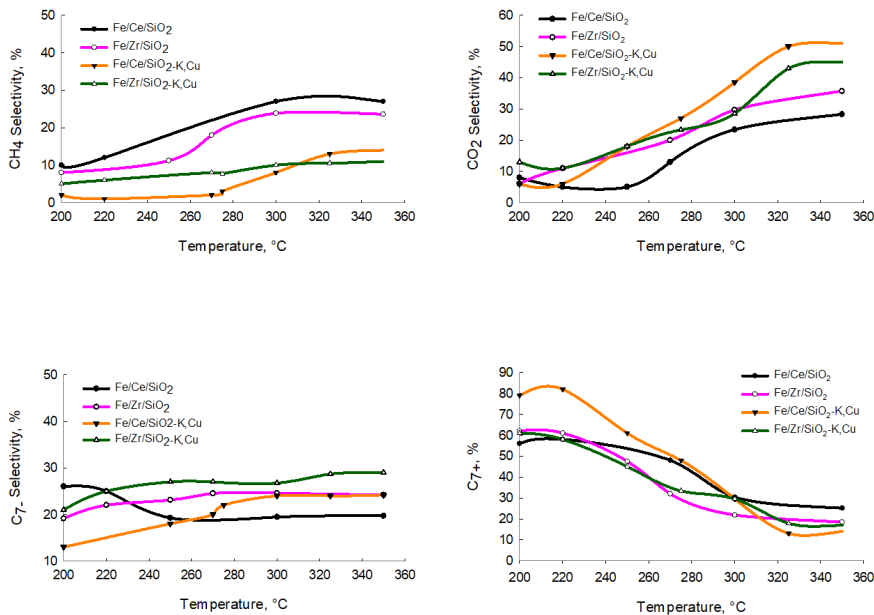 CH4 Selectivity, %
50
40
30
20
10
0
Fe/Ce/SiO2
Fe/Zr/SiO2
Fe/Ce/SiO2-K,Cu
Fe/Zr/SiO2-K,Cu
200 220 240 260 280 300 320 340 360
Temperature, °C
CO2 Selectivity, %
60
50
40
30
20
10
0
Fe/Ce/SiO2
Fe/Zr/SiO2
Fe/Ce/SiO2-K,Cu
Fe/Zr/SiO2-K,Cu
200 220 240 260 280 300 320 340 360
Temperature, °C
C7- Selectivity, %
50
40
30
20
10
Fe/Ce/SiO2
Fe/Zr/SiO2
Fe/Ce/SiO2-K,Cu
Fe/Zr/SiO2-K,Cu
200 220 240 260 280 300 320 340 360
Temperature, °C
C7+, %
90
80
70
60
50
40
30
20
10
0
Fe/Ce/SiO2
Fe/Zr/SiO2
Fe/Ce/SiO2-K,Cu
Fe/Zr/SiO2-K,Cu
200 220 240 260 280 300 320 340 360
Temperature, °C